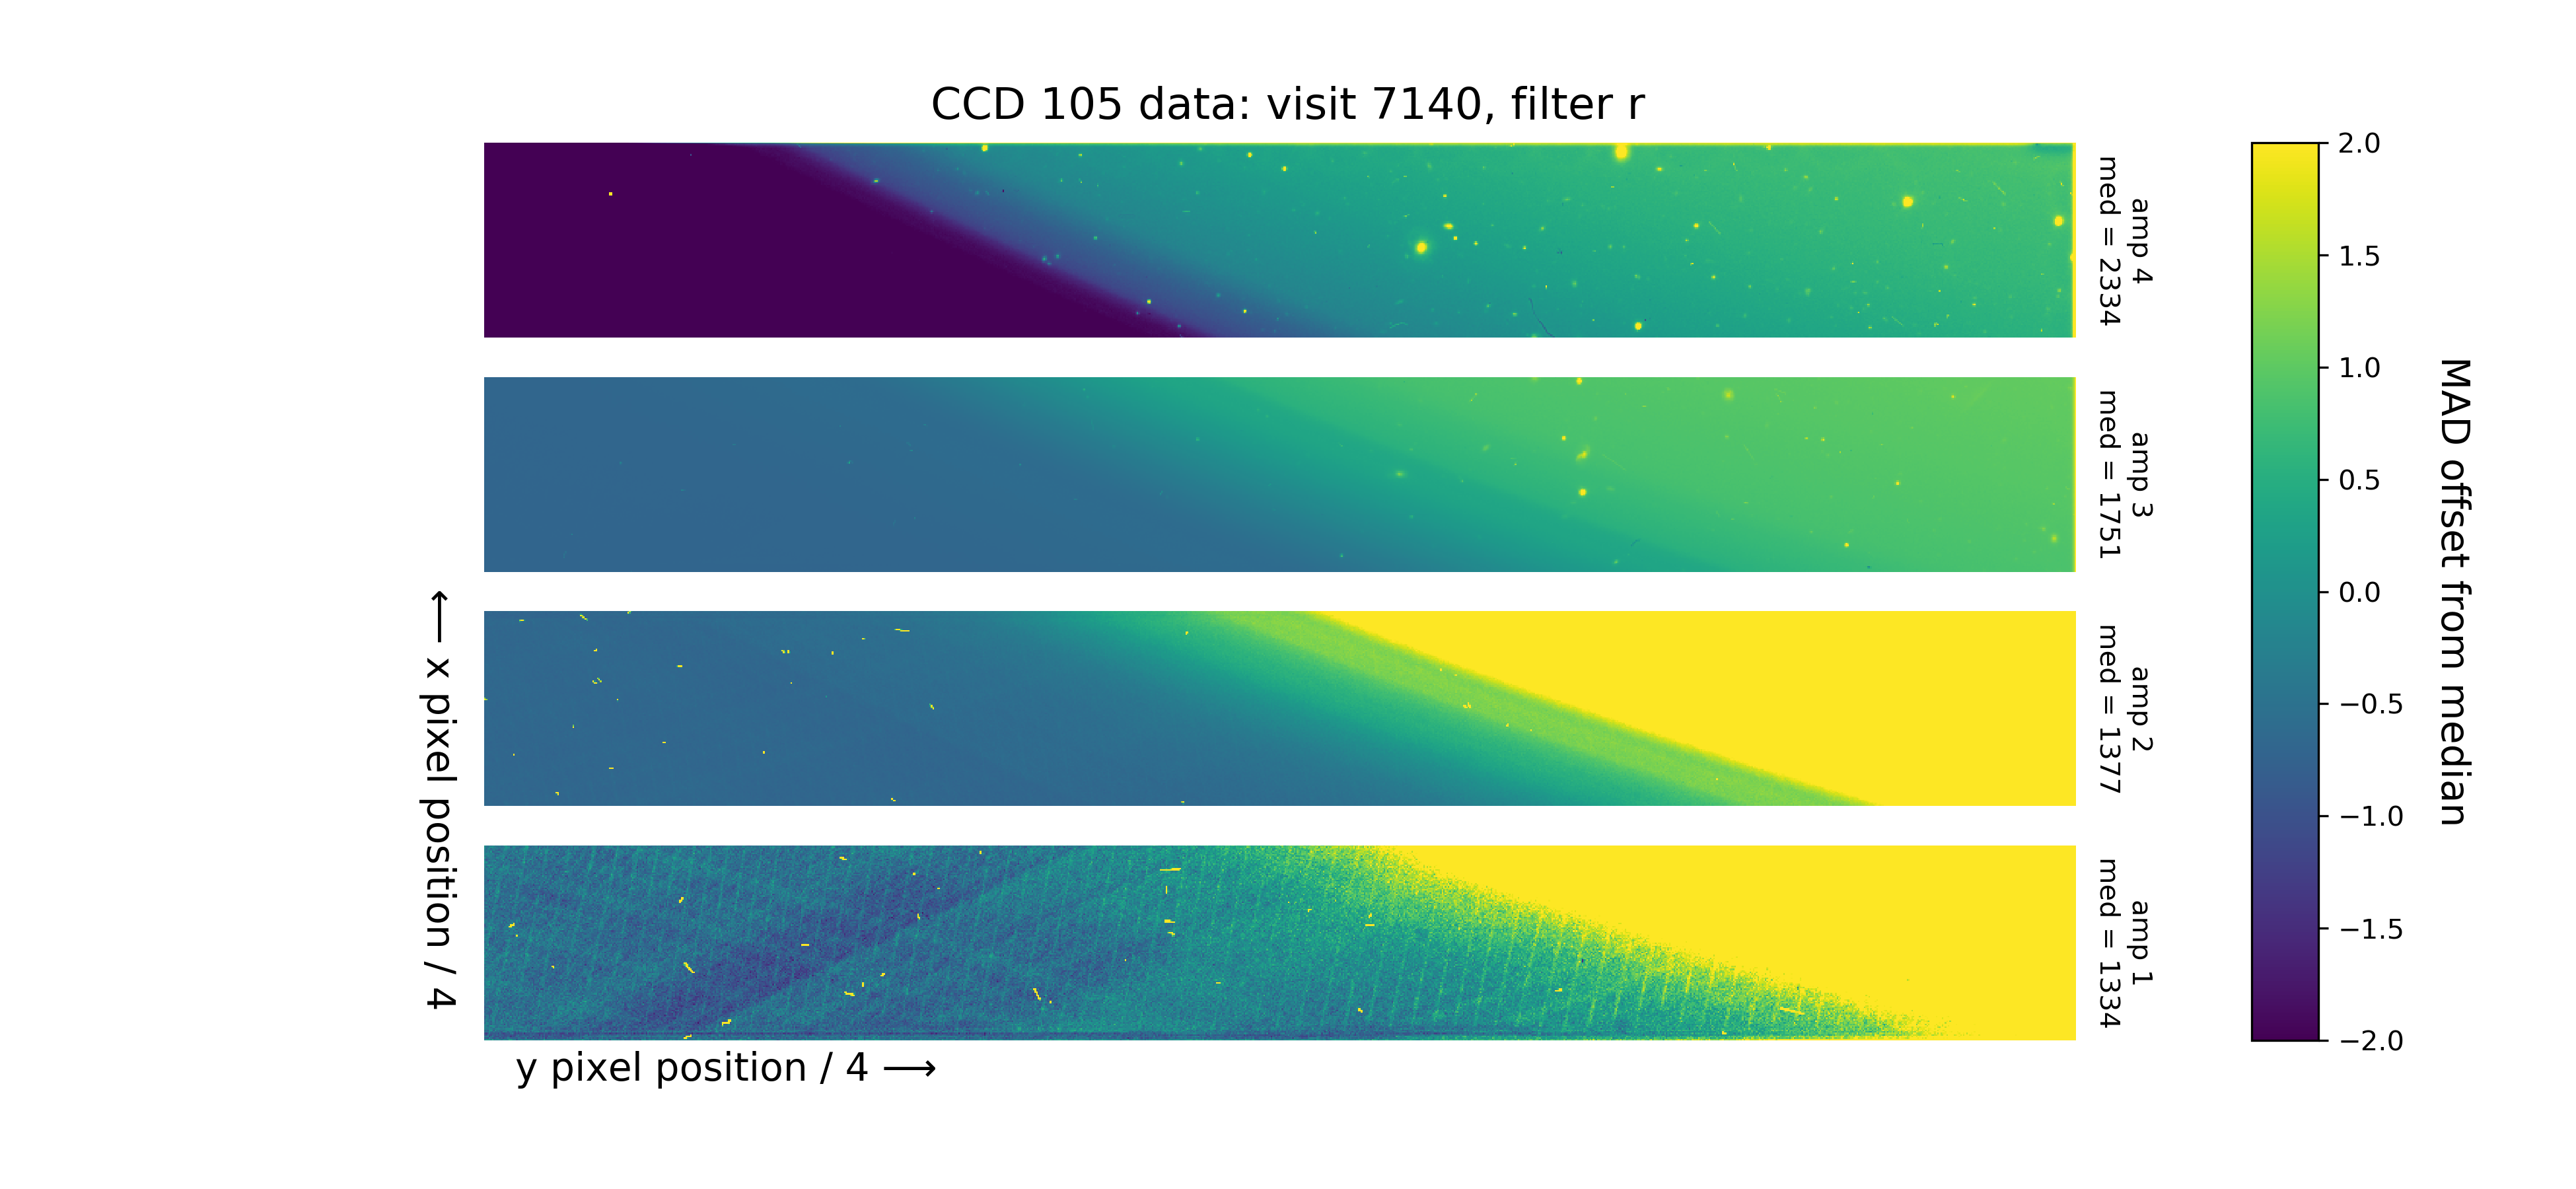 CCD 105 data: visit 7140, filter r
amp 4
med = 2334
amp 3
med = 1751
amp 2
med = 1377
amp 1
med = 1334
⟵ x pixel position / 4
y pixel position / 4 ⟶
2.0
1.5
1.0
0.5
0.0
−0.5
−1.0
−1.5
−2.0
MAD offset from median